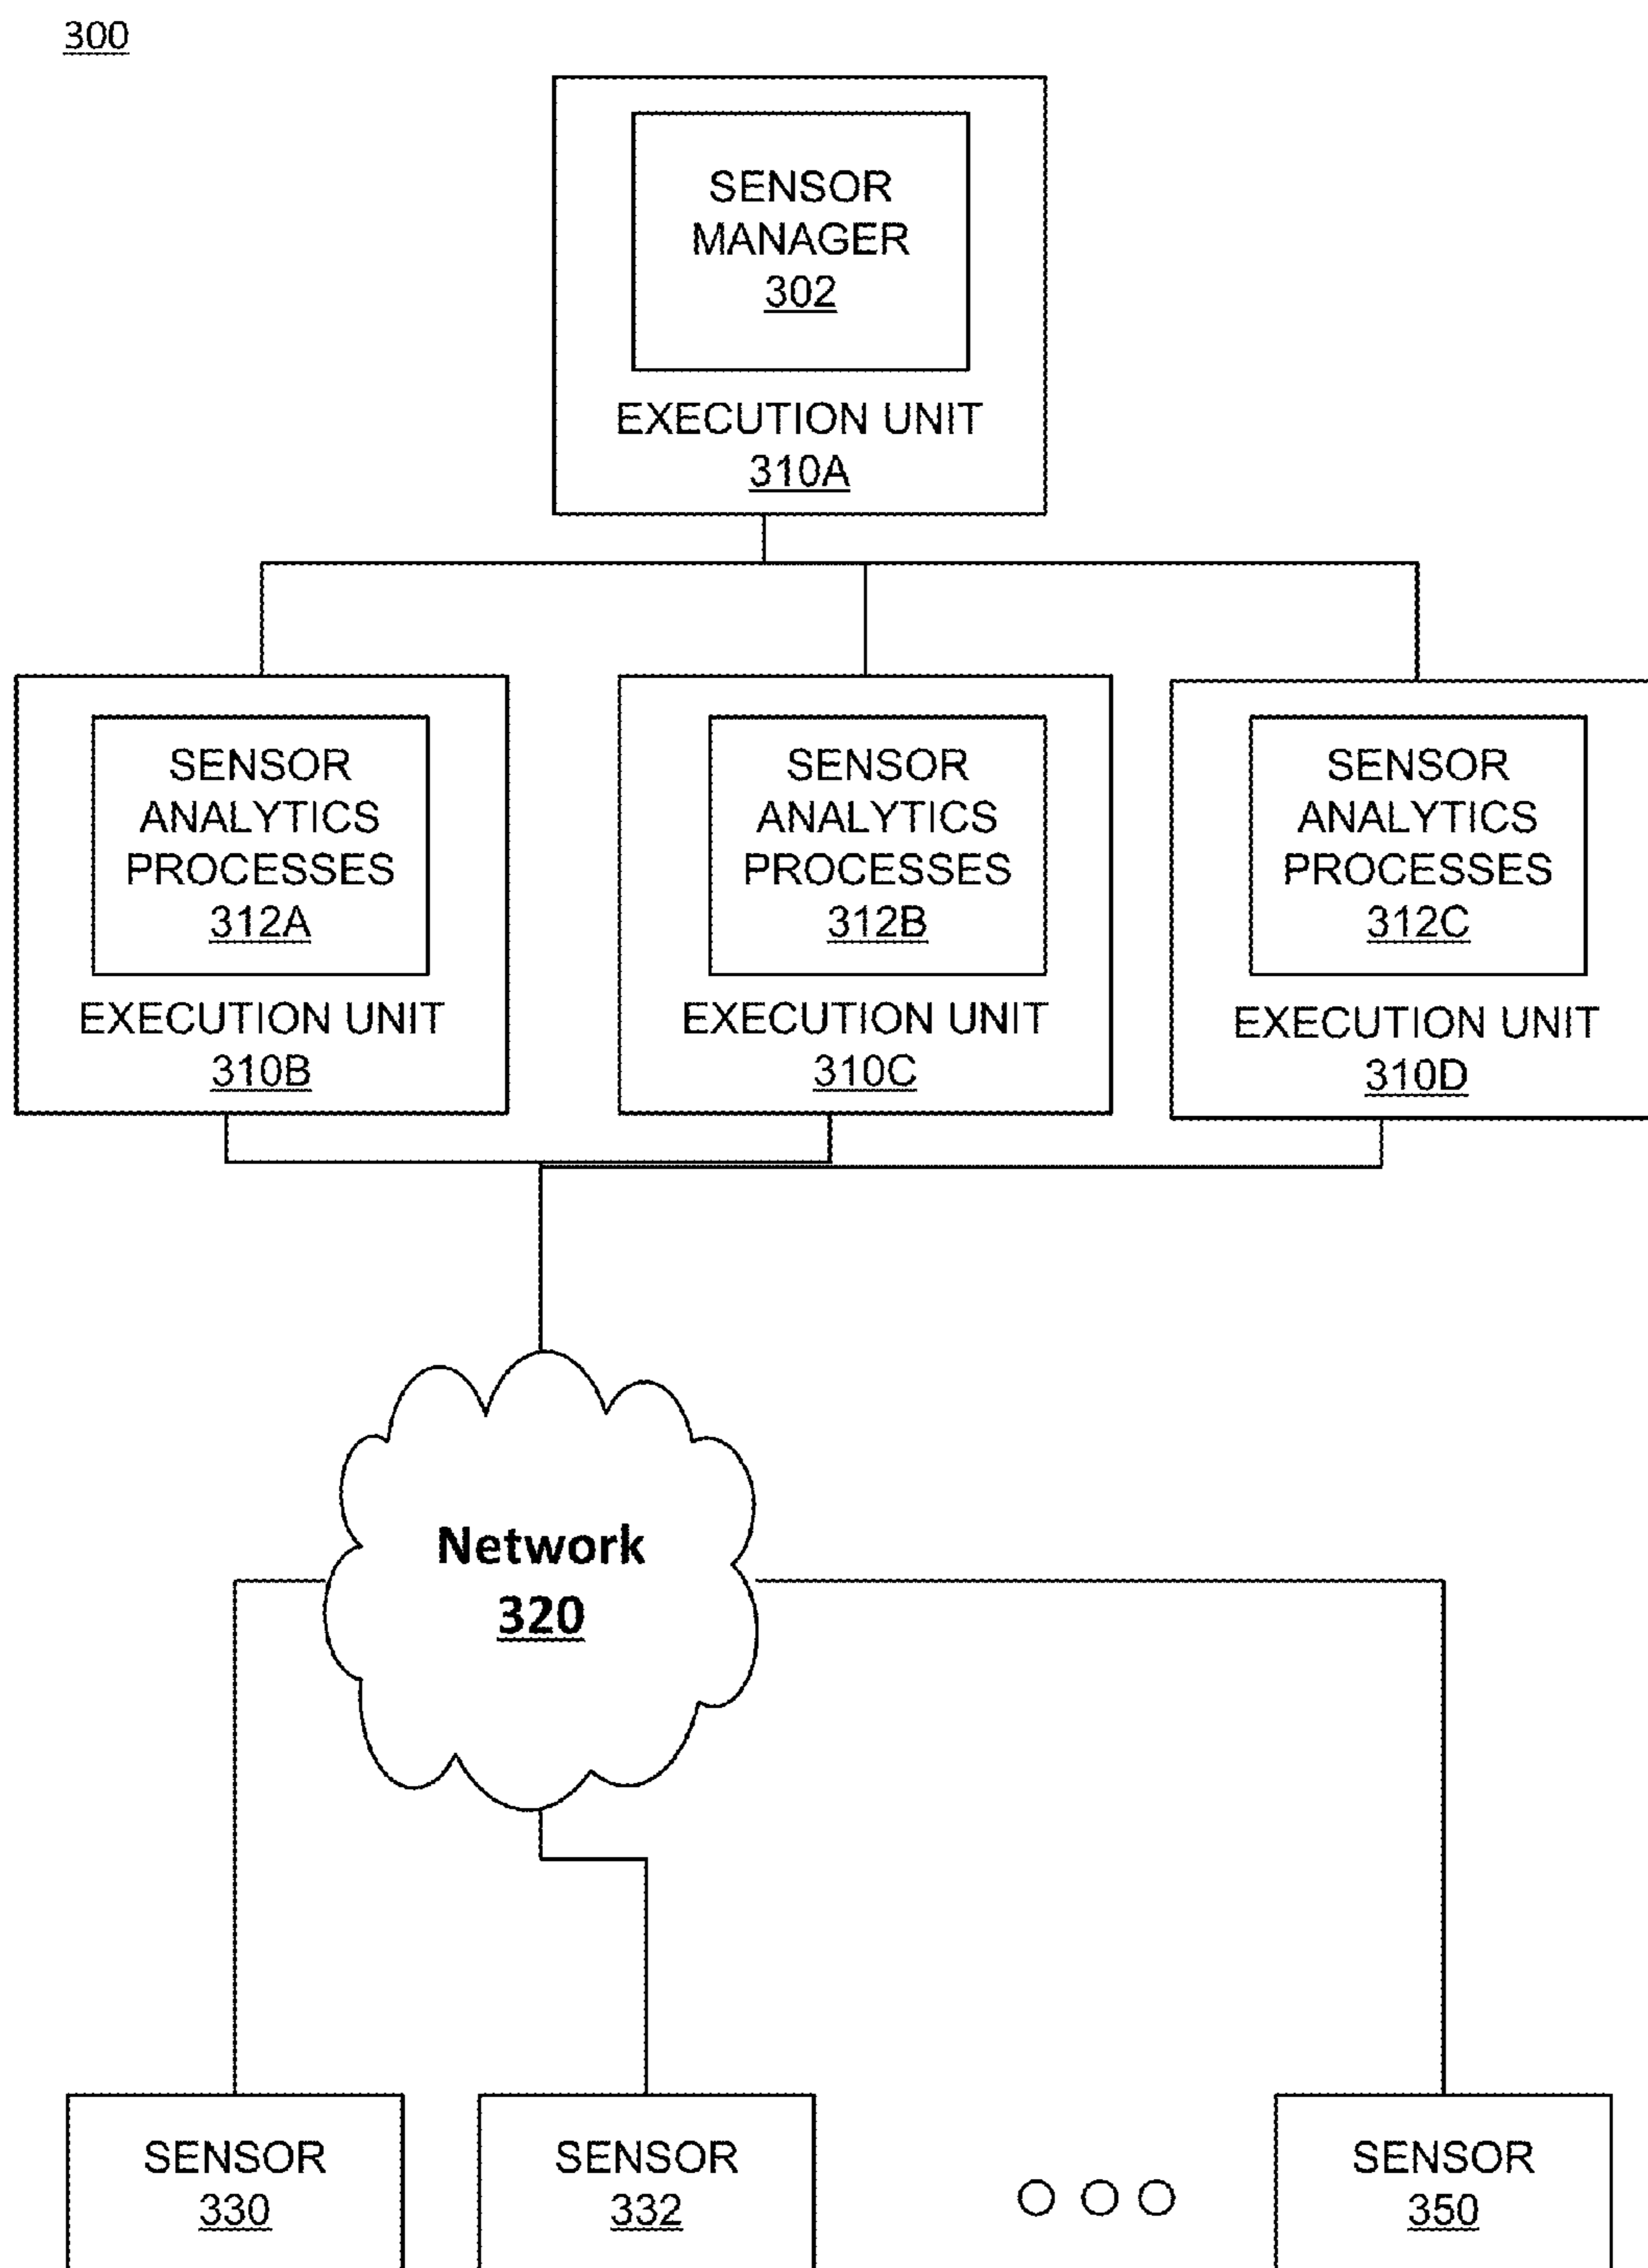 300
SENSOR
MANAGER
302
EXECUTION UNIT
310A
SENSOR
ANALYTICS
PROCESSES
312A
EXECUTION UNIT
310B
SENSOR
ANALYTICS
PROCESSES
312B
EXECUTION UNIT
310C
SENSOR
ANALYTICS
PROCESSES
312C
EXECUTION UNIT
310D
Network
320
SENSOR
330
SENSOR
332
SENSOR
350